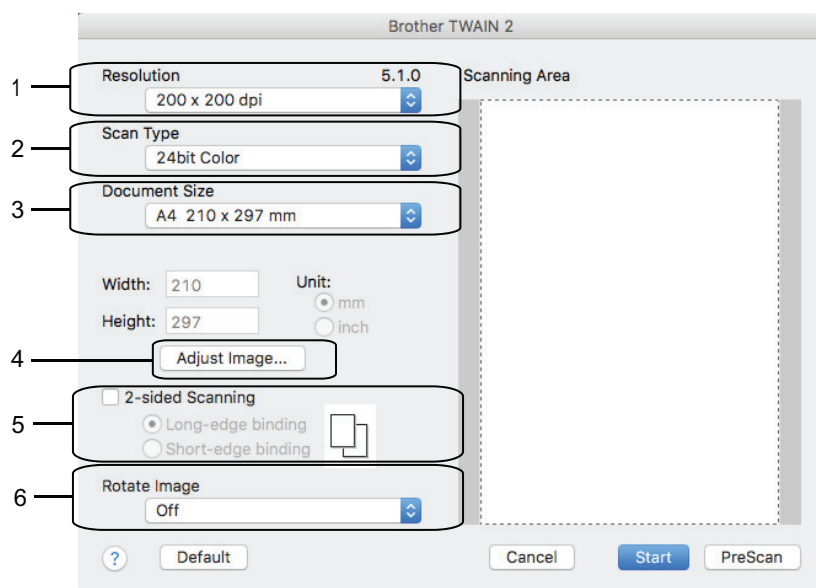 Brother TWAIN 2
1
Resolution 5.1.0
200 x 200 dpi
2
Scan Type
24bit Color
3
Document Size
A4 210 x 297 mm
Width: 210
Unit:
mm
Height: 297
inch
4
Adjust Image...
5
2-sided Scanning
Long-edge binding
Short-edge binding
6
Rotate Image
Off
Scanning Area
? Default Cancel Start PreScan